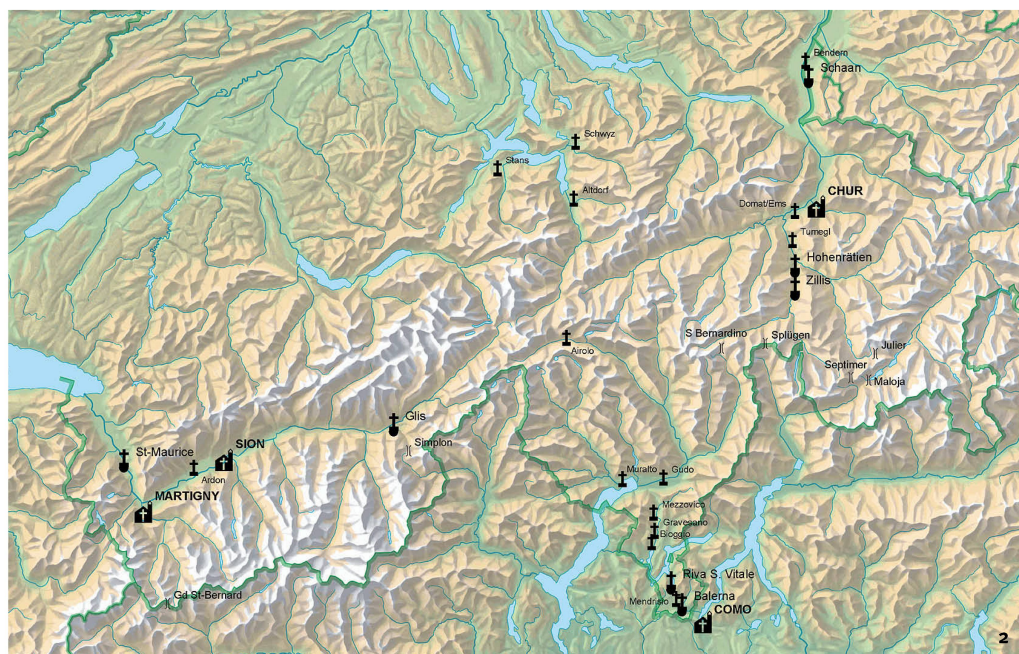 Bendern
Schaan
Schwyz
Stans
Altdorf
Domat/Ems
CHUR
Tumegl
Hohenrätien
Zillis
S Bernardino
Splügen
Julier
Septimer
Maloja
Airolo
Glis
Simplon
SION
St-Maurice
Ardon
MARTIGNY
Gd St-Bernard
Muralto
Gudo
Mezzovico
Gravesano
Bioggio
Riva S. Vitale
Balerna
Mendrisio
COMO
2